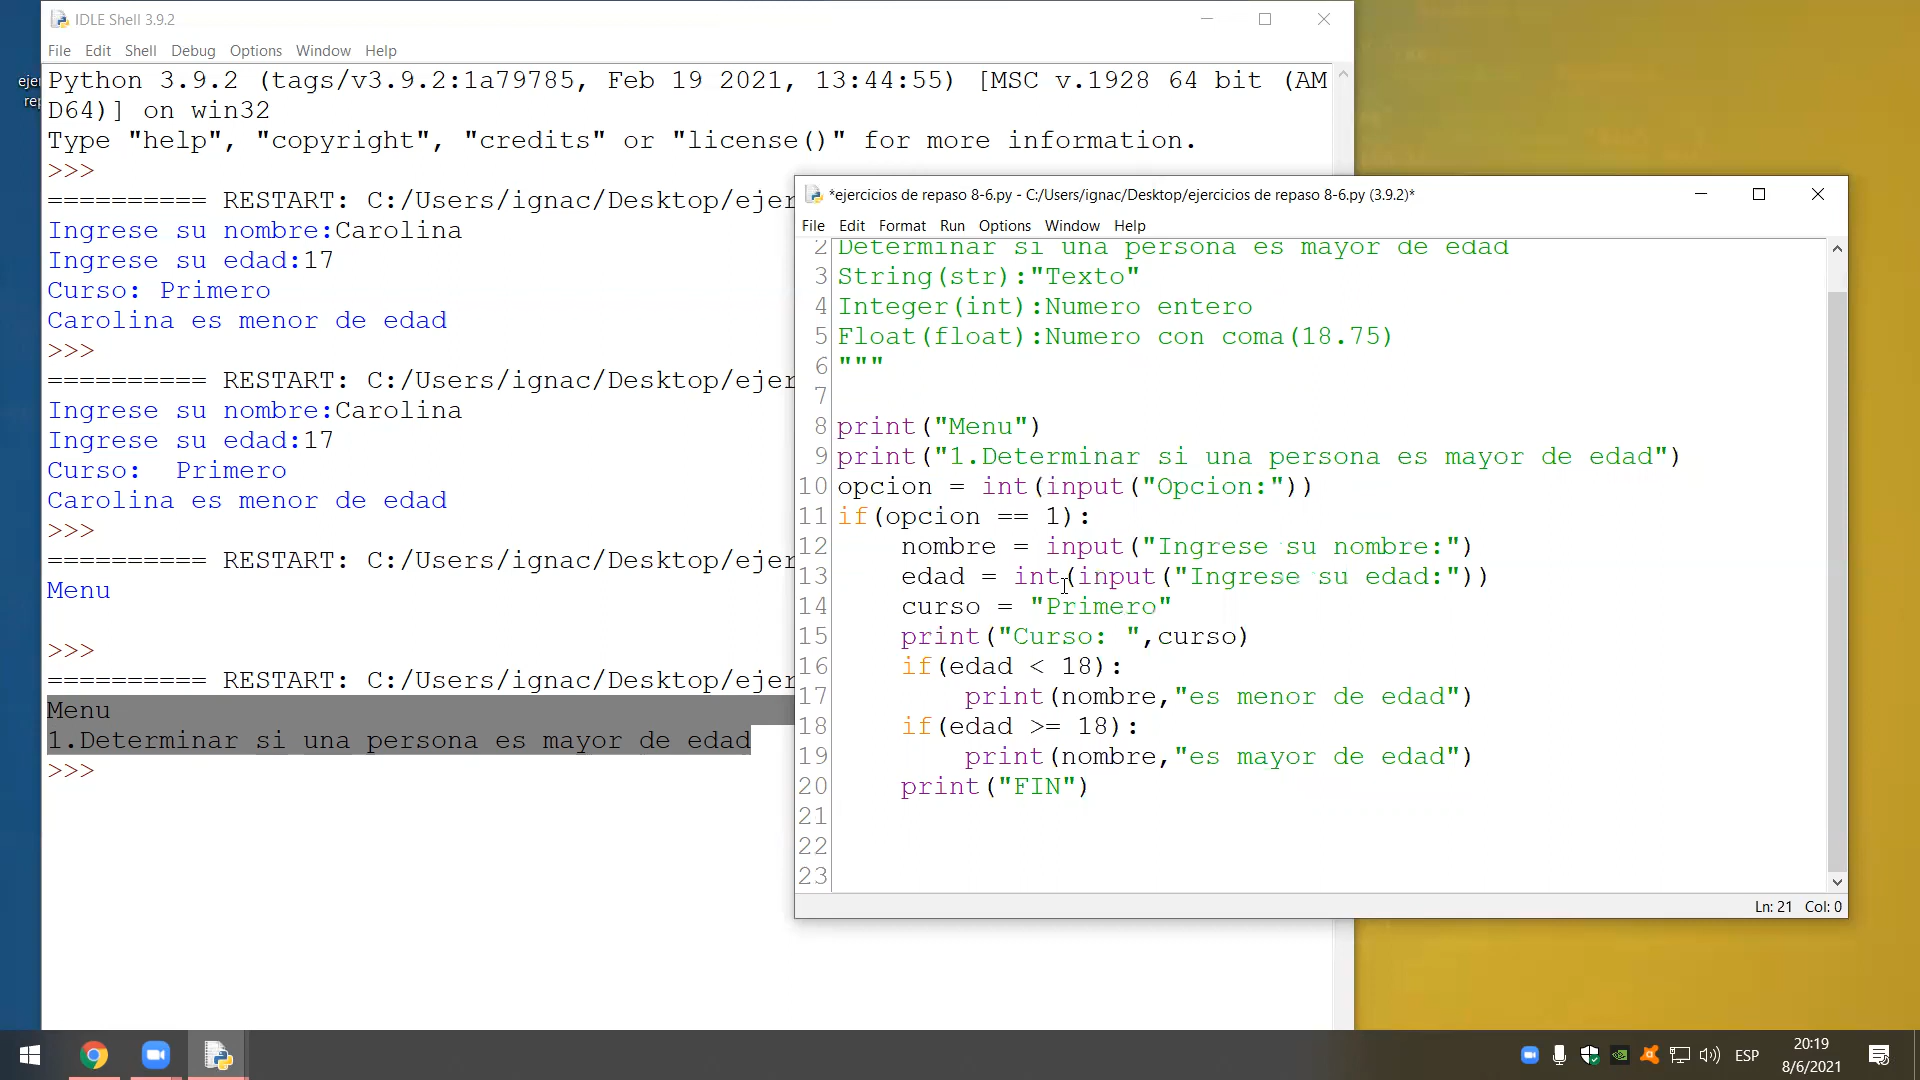 IDLE Shell 3.9.2
File Edit Shell Debug Options Window Help
Python 3.9.2 (tags/v3.9.2:1a79785, Feb 19 2021, 13:44:55) [MSC v.1928 64 bit (AM
D64)] on win32
Type "help", "copyright", "credits" or "license()" for more information.
>>>
========== RESTART: C:/Users/ignac/Desktop/ejer
Ingrese su nombre:Carolina
Ingrese su edad:17
Curso: Primero
Carolina es menor de edad
>>>
========== RESTART: C:/Users/ignac/Desktop/ejer
Ingrese su nombre:Carolina
Ingrese su edad:17
Curso:  Primero
Carolina es menor de edad
>>>
========== RESTART: C:/Users/ignac/Desktop/ejer
Menu
>>>
========== RESTART: C:/Users/ignac/Desktop/ejer
Menu
1.Determinar si una persona es mayor de edad
>>>
*ejercicios de repaso 8-6.py - C:/Users/ignac/Desktop/ejercicios de repaso 8-6.py (3.9.2)*
File Edit Format Run Options Window Help
2 Determinar si una persona es mayor de edad
3 String(str):"Texto"
4 Integer(int):Numero entero
5 Float(float):Numero con coma(18.75)
6 """
7
8 print("Menu")
9 print("1.Determinar si una persona es mayor de edad")
10 opcion = int(input("Opcion:"))
11 if(opcion == 1):
12     nombre = input("Ingrese su nombre:")
13     edad = int(input("Ingrese su edad:"))
14     curso = "Primero"
15     print("Curso: ",curso)
16     if(edad < 18):
17         print(nombre,"es menor de edad")
18     if(edad >= 18):
19         print(nombre,"es mayor de edad")
20     print("FIN")
21
22
23
Ln: 21 Col: 0
ESP
20:19
8/6/2021